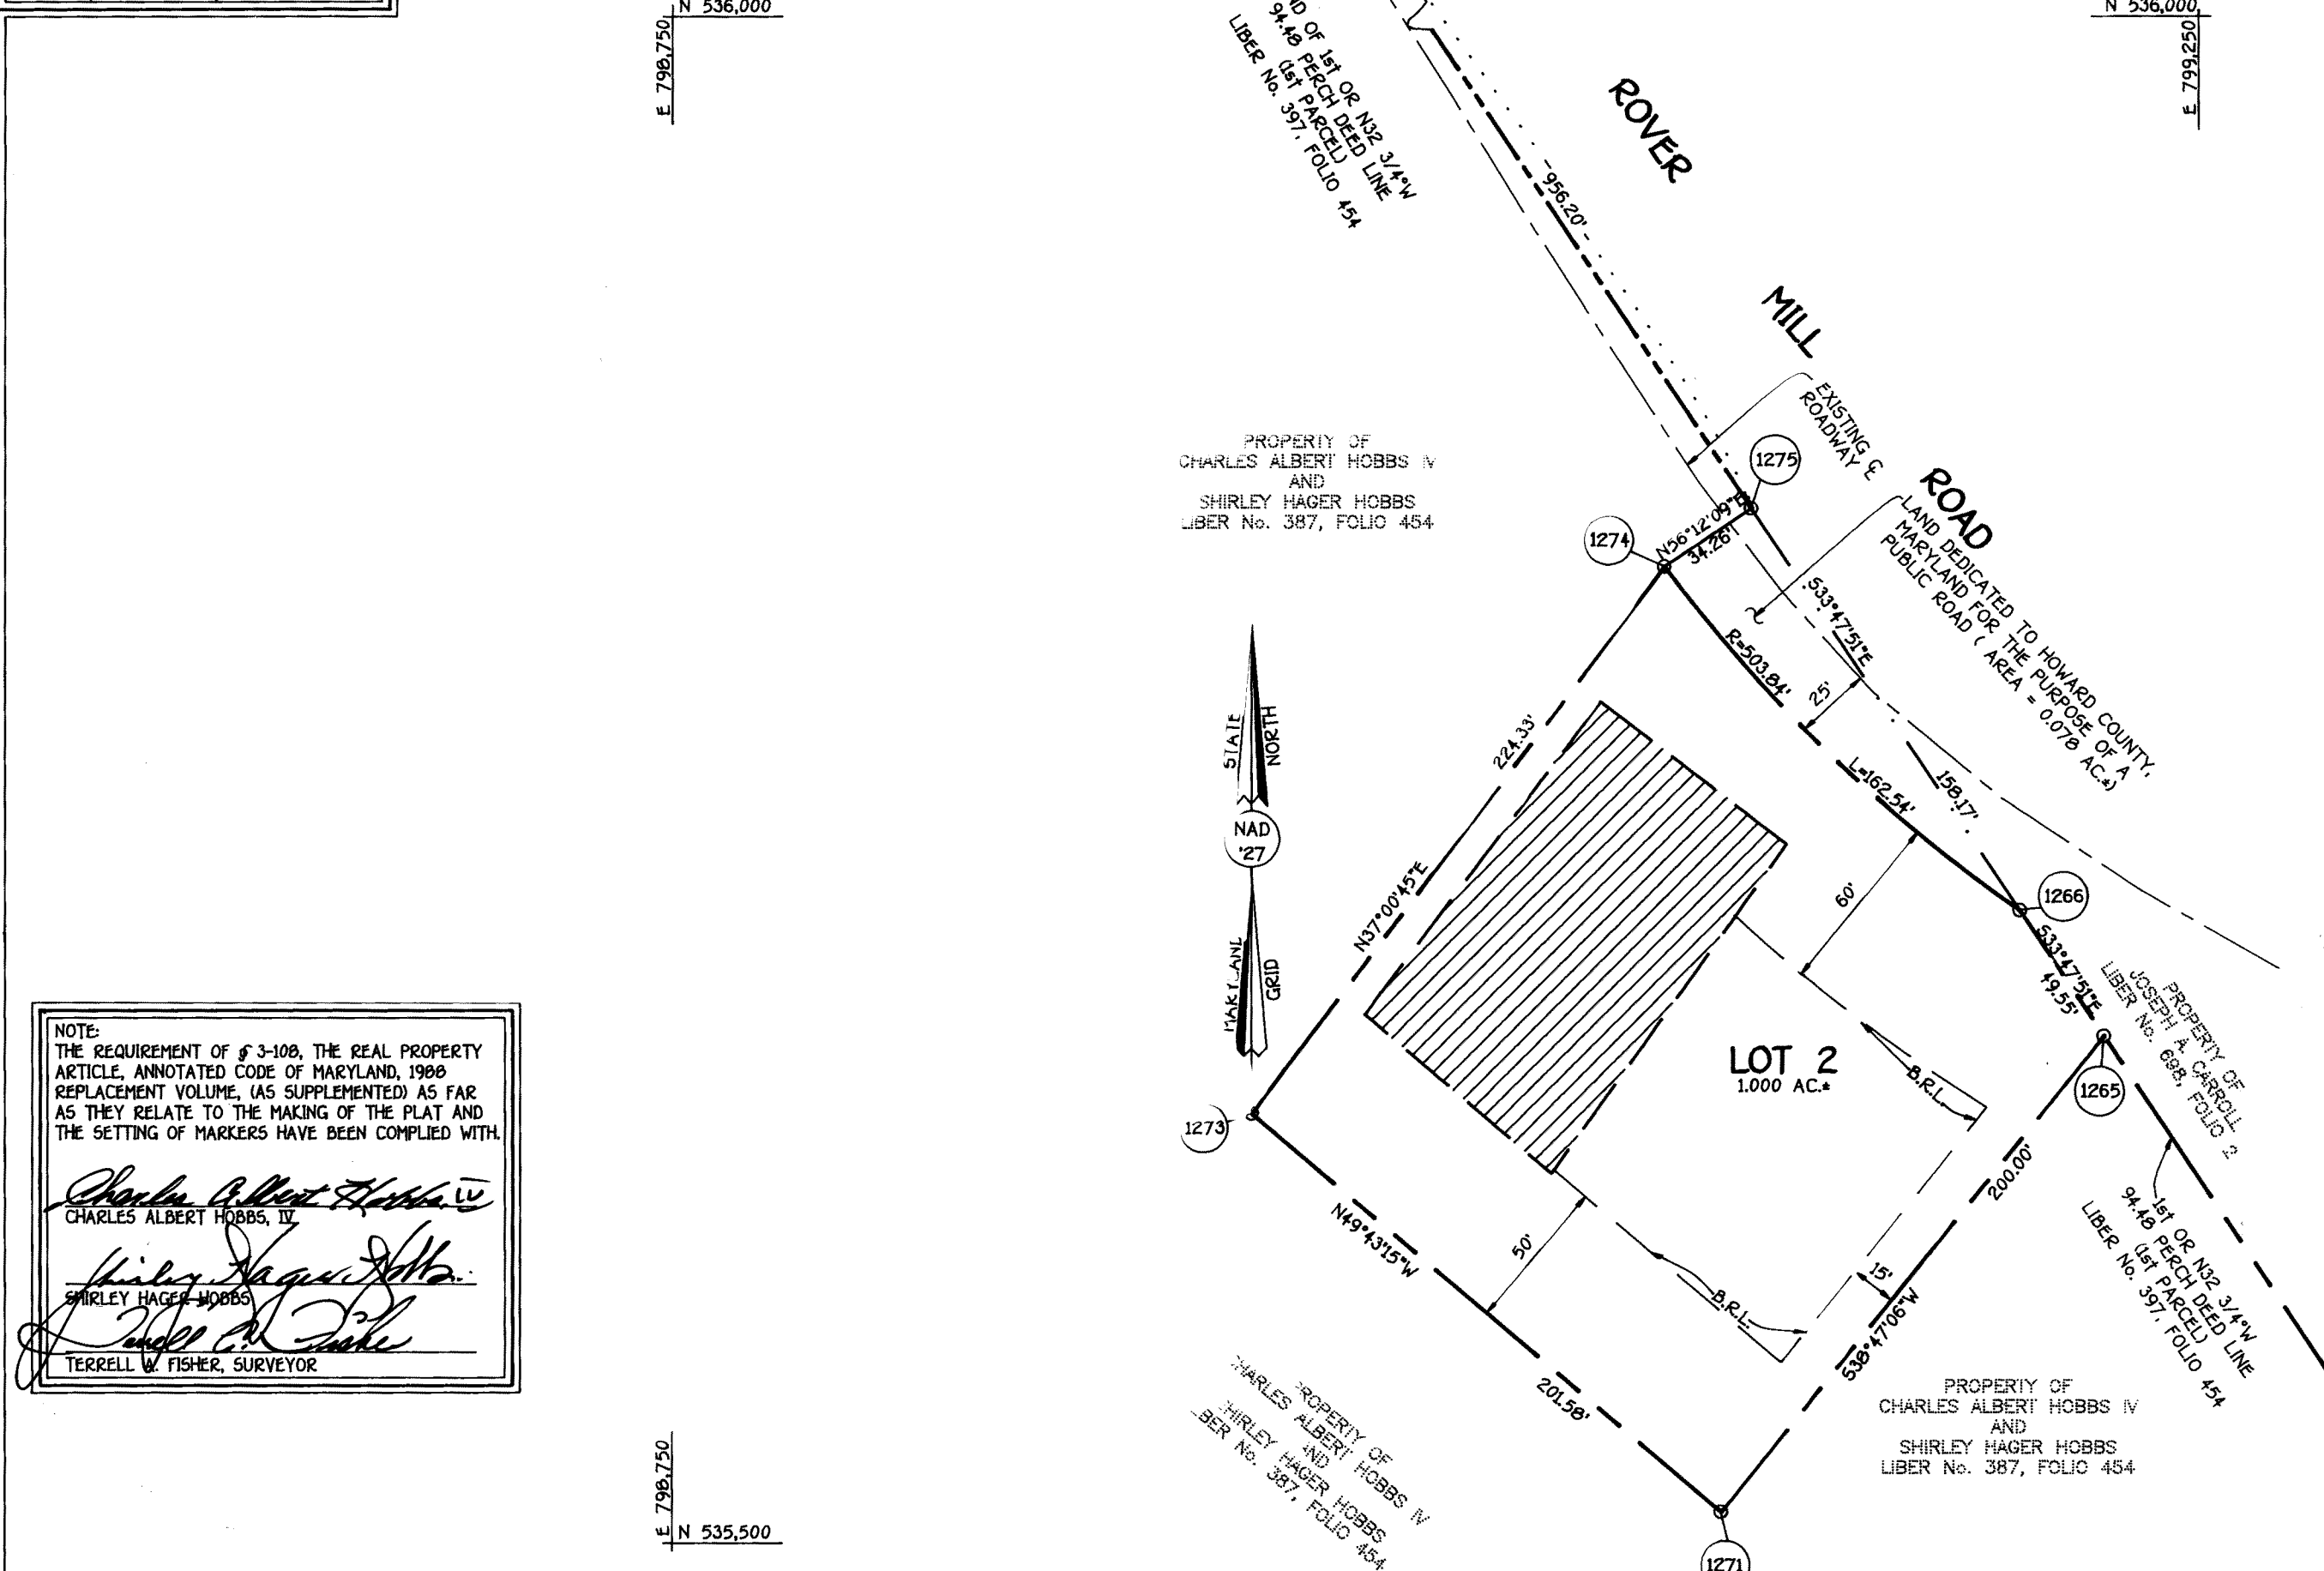 N 536,000
E 798,750
N 536,000
E 799,250
OF 1st OR N32 3/4°W
94.48 PERCH DEED LINE
(1st PARCEL)
LIBER No. 397, FOLIO 454
ROVER
MILL
ROAD
956.20'
EXISTING ℄
ROADWAY
PROPERTY OF
CHARLES ALBERT HOBBS IV
AND
SHIRLEY HAGER HOBBS
LIBER No. 387, FOLIO 454
1275
1274
N56°12'09"E
34.26'
LAND DEDICATED TO HOWARD COUNTY,
MARYLAND FOR THE PURPOSE OF A
PUBLIC ROAD ( AREA = 0.078 AC.±)
S33°47'51"E
158.17'
R=503.84'
L=162.54'
25'
224.33'
N37°00'45"E
STATE
NORTH
NAD
'27
MARYLAND
GRID
60'
1266
S33°47'51"E
49.55'
PROPERTY OF
JOSEPH A. CARROLL
LIBER No. 698, FOLIO 2
1265
LOT 2
1.000 AC.±
B.R.L.
1273
200.00'
S38°47'06"W
15'
1st OR N32 3/4°W
94.48 PERCH DEED LINE
(1st PARCEL)
LIBER No. 397, FOLIO 454
N49°43'15"W
201.58'
50'
B.R.L.
PROPERTY OF
CHARLES ALBERT HOBBS IV
AND
SHIRLEY HAGER HOBBS
LIBER No. 387, FOLIO 454
PROPERTY OF
CHARLES ALBERT HOBBS IV
AND
SHIRLEY HAGER HOBBS
LIBER No. 387, FOLIO 454
1271
NOTE:
THE REQUIREMENT OF § 3-108, THE REAL PROPERTY
ARTICLE, ANNOTATED CODE OF MARYLAND, 1988
REPLACEMENT VOLUME, (AS SUPPLEMENTED) AS FAR
AS THEY RELATE TO THE MAKING OF THE PLAT AND
THE SETTING OF MARKERS HAVE BEEN COMPLIED WITH.
Charles Albert Hobbs IV
CHARLES ALBERT HOBBS, IV
Shirley Hager Hobbs
SHIRLEY HAGER HOBBS
Terrell A. Fisher
TERRELL A. FISHER, SURVEYOR
E 798,750
N 535,500